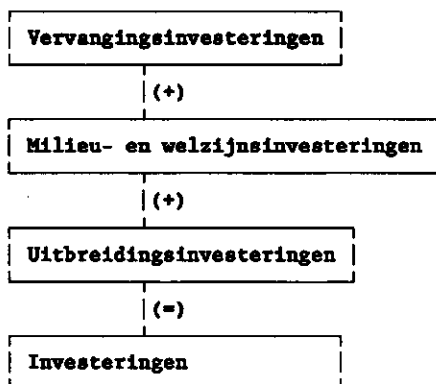 Vervangingsinvesteringen
(+)
Milieu- en welzijnsinvesteringen
(+)
Uitbreidingsinvesteringen
(=)
Investeringen